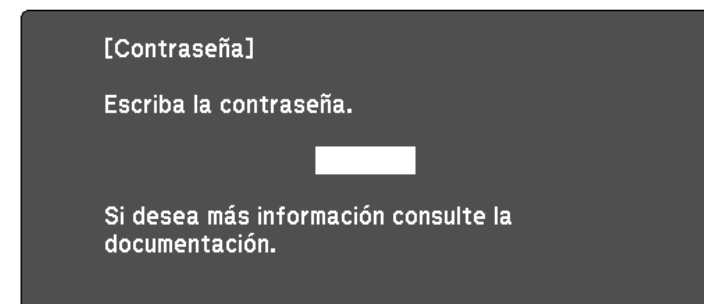 [Contraseña]
Escriba la contraseña.
Si desea más información consulte la
documentación.